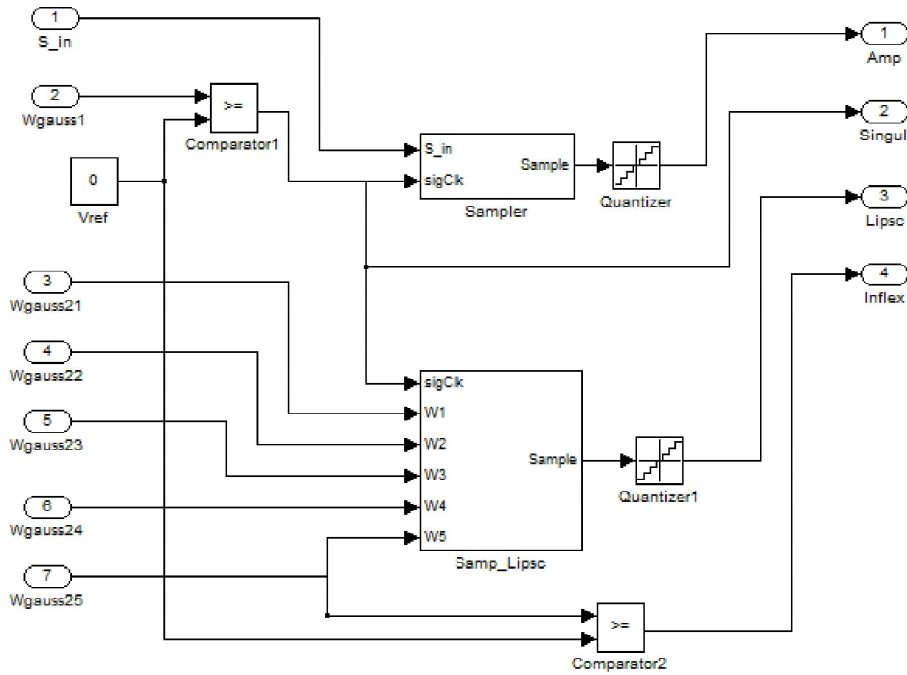 1
S_in
1
Amp
2
Wgauss1
>=
Comparator1
2
Singul
S_in
sigClk
Sample
Sampler
Quantizer
0
Vref
3
Lipsc
3
Wgauss21
4
Inflex
4
Wgauss22
5
Wgauss23
6
Wgauss24
7
Wgauss25
sigClk
W1
W2
W3
W4
W5
Sample
Samp_Lipsc
Quantizer1
>=
Comparator2